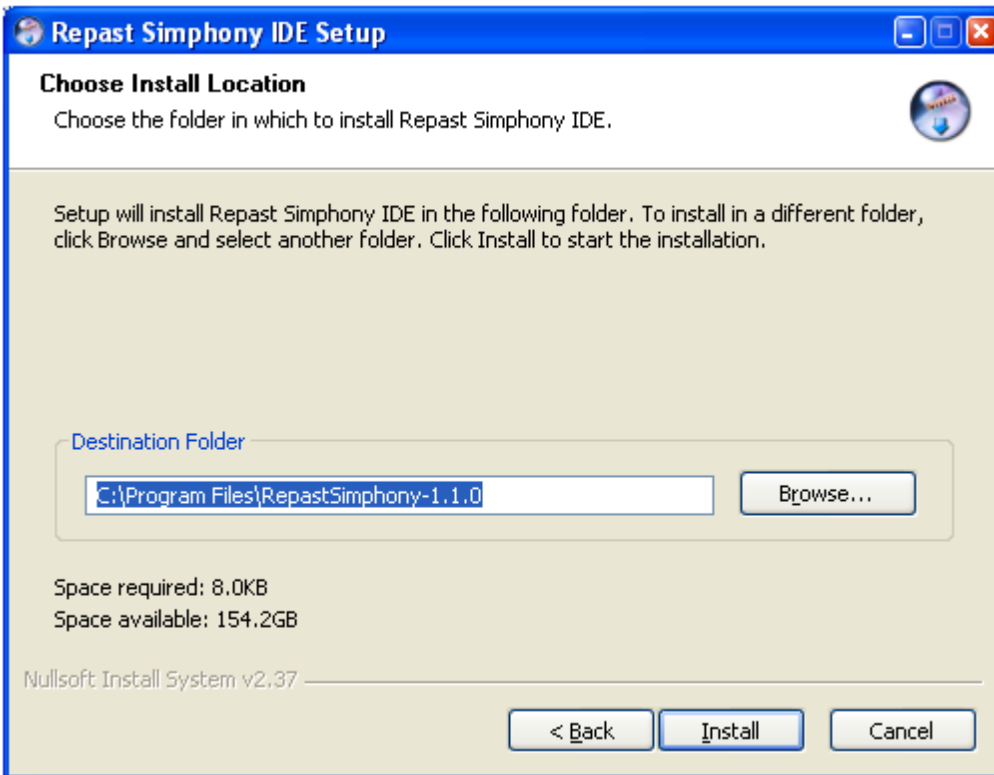 Repast Simphony IDE Setup
Choose Install Location
Choose the folder in which to install Repast Simphony IDE.
Setup will install Repast Simphony IDE in the following folder. To install in a different folder,
click Browse and select another folder. Click Install to start the installation.
Destination Folder
C:\Program Files\RepastSimphony-1.1.0
Browse...
Space required: 8.0KB
Space available: 154.2GB
Nullsoft Install System v2.37
< Back
Install
Cancel